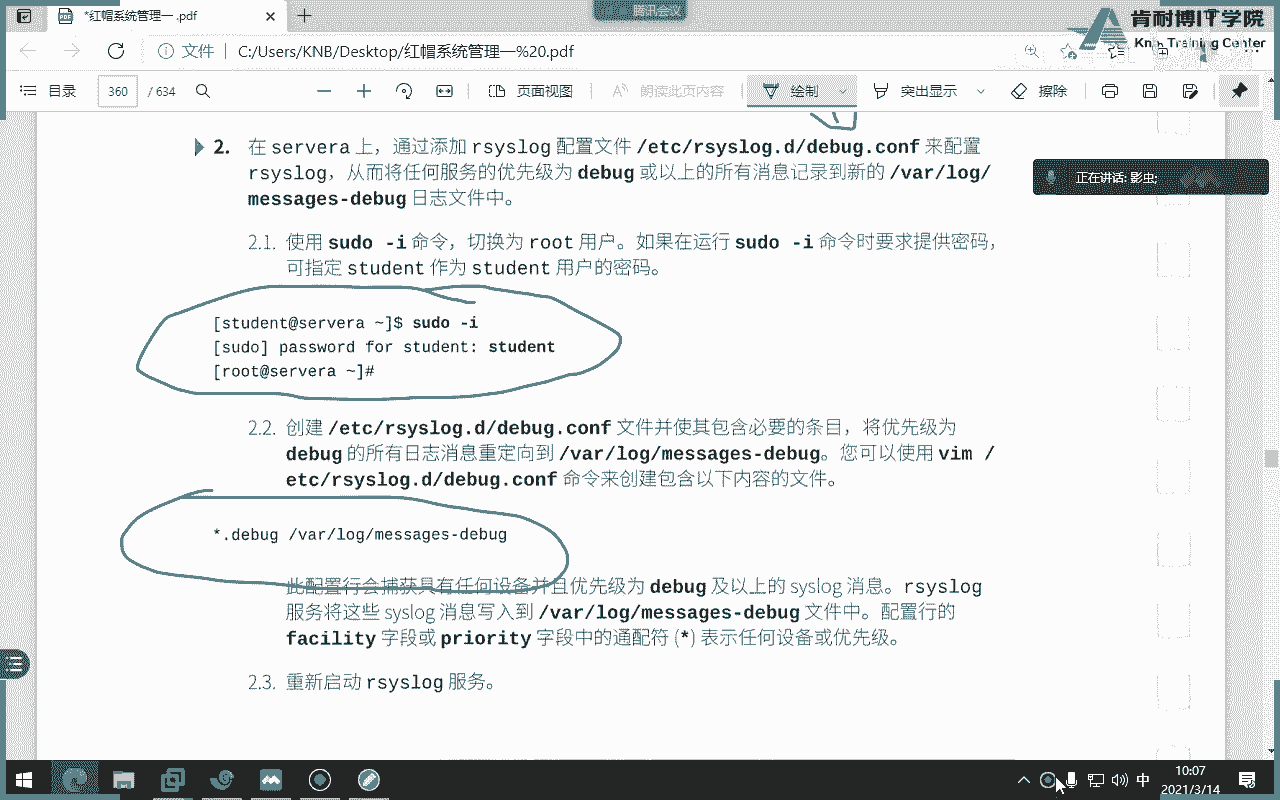 *红帽系统管理一 .pdf
腾讯会议
肯耐博IT学院
KnB Training Center
文件 | C:/Users/KNB/Desktop/红帽系统管理一%20.pdf
目录 360 / 634 页面视图 朗读此页内容 绘制 突出显示 擦除
正在讲话: 影虫;
2. 在 servera 上，通过添加 rsyslog 配置文件 /etc/rsyslog.d/debug.conf 来配置
rsyslog，从而将任何服务的优先级为 debug 或以上的所有消息记录到新的 /var/log/
messages-debug 日志文件中。
2.1. 使用 sudo -i 命令，切换为 root 用户。如果在运行 sudo -i 命令时要求提供密码，
可指定 student 作为 student 用户的密码。
[student@servera ~]$ sudo -i
[sudo] password for student: student
[root@servera ~]#
2.2. 创建 /etc/rsyslog.d/debug.conf 文件并使其包含必要的条目，将优先级为
debug 的所有日志消息重定向到 /var/log/messages-debug。您可以使用 vim /
etc/rsyslog.d/debug.conf 命令来创建包含以下内容的文件。
*.debug /var/log/messages-debug
此配置行会捕获具有任何设备并且优先级为 debug 及以上的 syslog 消息。rsyslog
服务将这些 syslog 消息写入到 /var/log/messages-debug 文件中。配置行的
facility 字段或 priority 字段中的通配符 (*) 表示任何设备或优先级。
2.3. 重新启动 rsyslog 服务。
中
10:07
2021/3/14